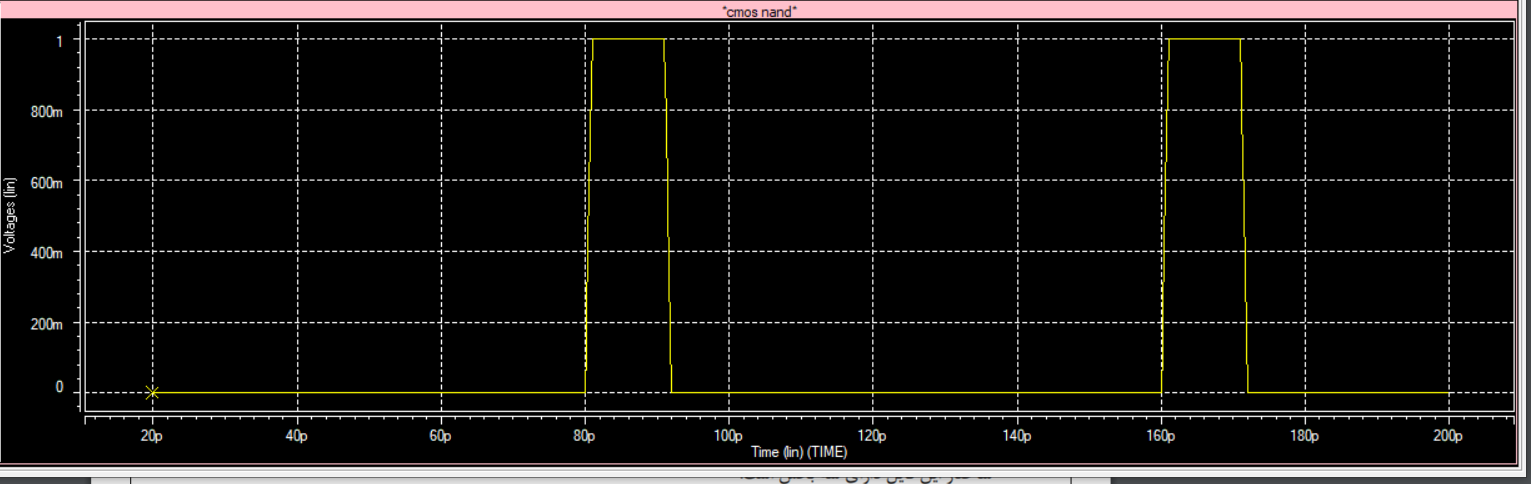 *cmos nand*
1
800m
600m
400m
200m
0
Voltages (lin)
20p 40p 60p 80p 100p 120p 140p 160p 180p 200p
Time (lin) (TIME)